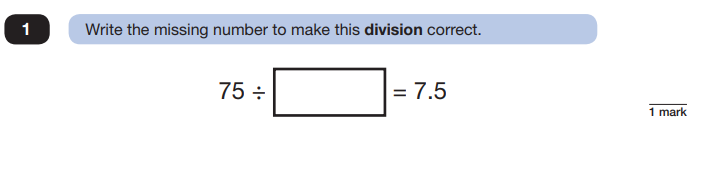 1
Write the missing number to make this division correct.
75 ÷ = 7.5
1 mark